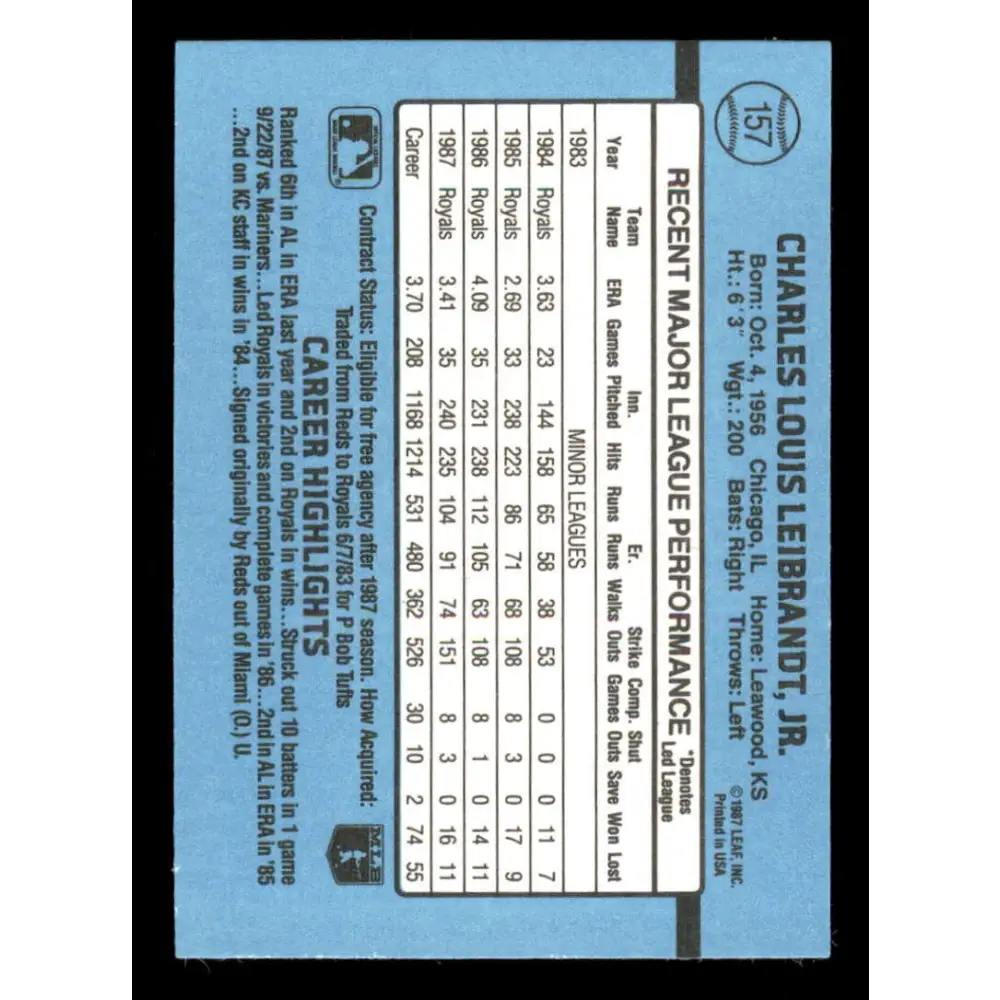 157
CHARLES LOUIS LEIBRANDT, JR.
Born: Oct. 4, 1956 Chicago, IL Home: Leawood, KS
Ht.: 6'3" Wgt.: 200 Bats: Right Throws: Left
©1987 LEAF, INC.
Printed in USA
RECENT MAJOR LEAGUE PERFORMANCE *Denotes Led League
Team Inn. Er. Strike Comp. Shut
Year Name ERA Games Pitched Hits Runs Runs Walks Outs Games Outs Save Won Lost
1983 MINOR LEAGUES
1984 Royals 3.63 23 144 158 65 58 38 53 0 0 0 11 7
1985 Royals 2.69 33 238 223 86 71 68 108 8 3 0 17 9
1986 Royals 4.09 35 231 238 112 105 63 108 8 1 0 14 11
1987 Royals 3.41 35 240 235 104 91 74 151 8 3 0 16 11
Career 3.70 208 1168 1214 531 480 362 526 30 10 2 74 55
Contract Status: Eligible for free agency after 1987 season. How Acquired:
Traded from Reds to Royals 6/7/83 for P Bob Tufts
MLB
CAREER HIGHLIGHTS
Ranked 6th in AL in ERA last year and 2nd on Royals in wins...Struck out 10 batters in 1 game
9/22/87 vs. Mariners...Led Royals in victories and complete games in '86...2nd in AL in ERA in '85
...2nd on KC staff in wins in '84...Signed originally by Reds out of Miami (O.) U.